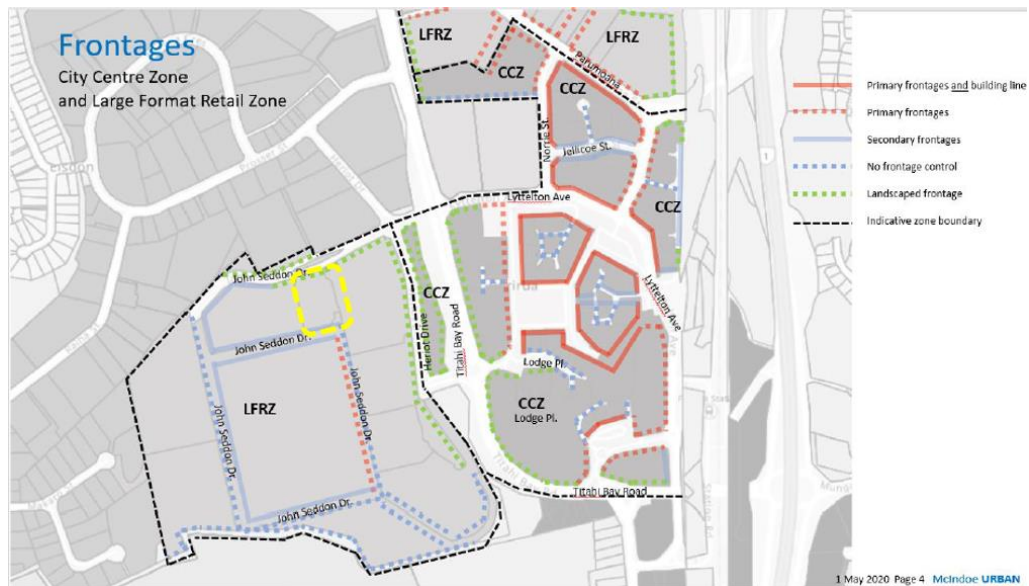 Frontages
City Centre Zone
and Large Format Retail Zone
LFRZ
CCZ
LFRZ
Parumoana
CCZ
Norrie St.
Jellicoe St.
Lyttelton Ave
CCZ
John Seddon Dr.
CCZ
Heriot Drive
Titahi Bay Road
Lyttelton Ave
John Seddon Dr.
LFRZ
John Seddon Dr.
John Seddon Dr.
Lodge Pl.
CCZ
Lodge Pl.
John Seddon Dr.
Titahi Bay Road
Primary frontages and building line
Primary frontages
Secondary frontages
No frontage control
Landscaped frontage
Indicative zone boundary
1
1 May 2020 Page 4 McIndoe URBAN